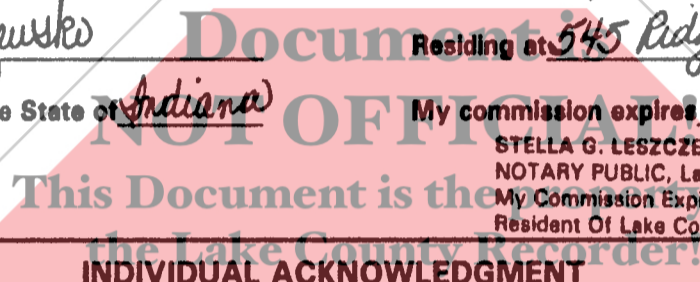 Document is
Residing at 545 Ridg
e State of Indiana
My commission expires
NOT OFFICIAL!
STELLA G. LESZCZE
NOTARY PUBLIC, La
This Document is the property
My Commission Exp
Resident Of Lake Co
the Lake County Recorder!
INDIVIDUAL ACKNOWLEDGMENT